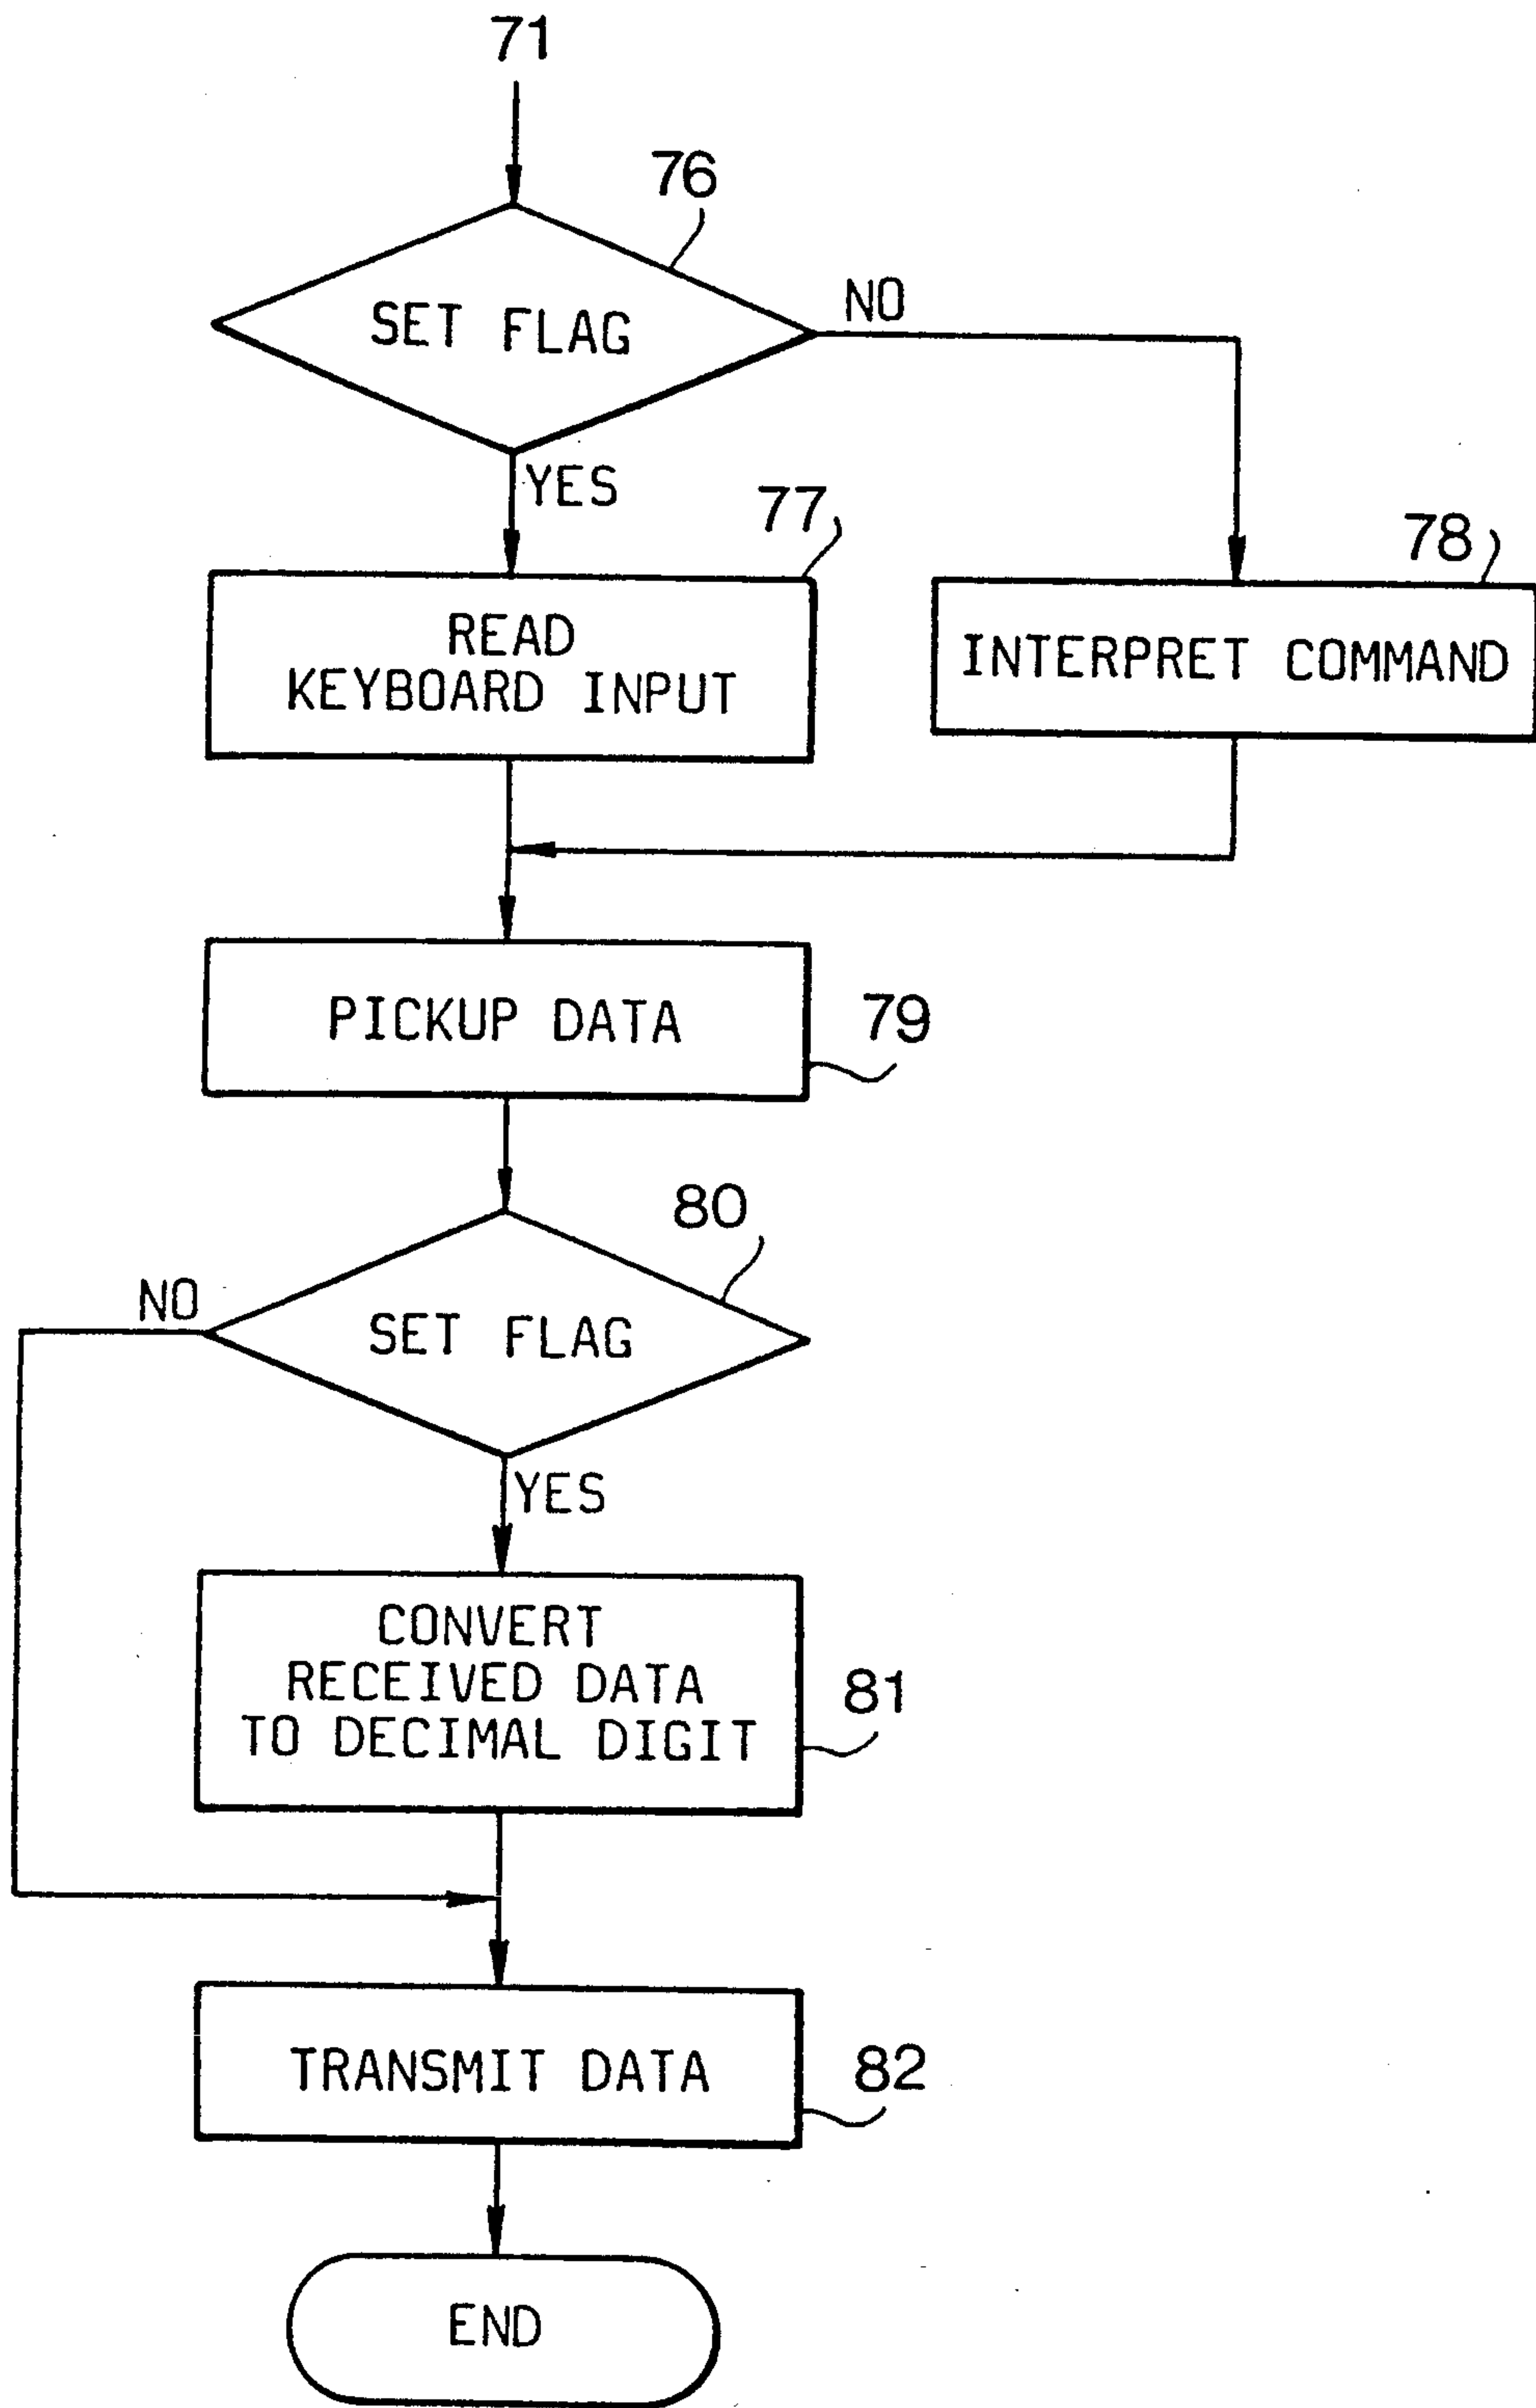 71
76
SET FLAG
NO
YES
77
78
READ
KEYBOARD INPUT
INTERPRET COMMAND
PICKUP DATA
79
80
NO
SET FLAG
YES
CONVERT
RECEIVED DATA
TO DECIMAL DIGIT
81
TRANSMIT DATA
82
END